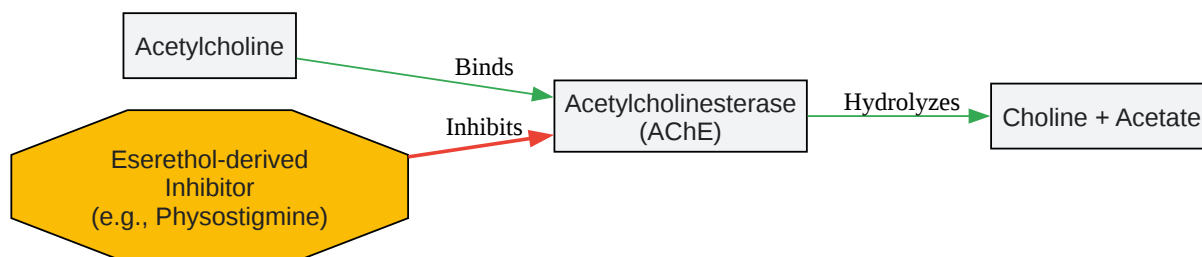 Acetylcholine
Binds
Acetylcholinesterase
(AChE)
Hydrolyzes
Choline + Acetate
Inhibits
Eserethol-derived
Inhibitor
(e.g., Physostigmine)